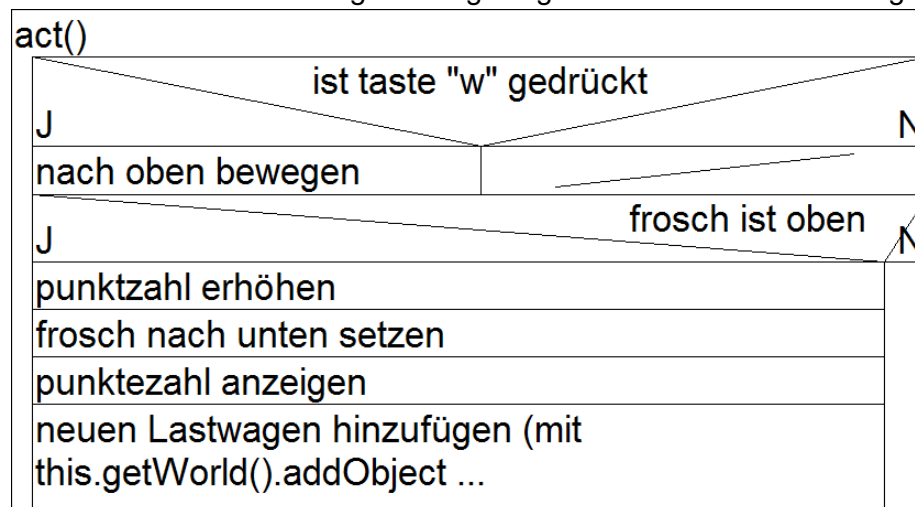 act()
ist taste "w" gedrückt
J N
nach oben bewegen
frosch ist oben
J N
punktzahl erhöhen
frosch nach unten setzen
punktezahl anzeigen
neuen Lastwagen hinzufügen (mit
this.getWorld().addObject ...